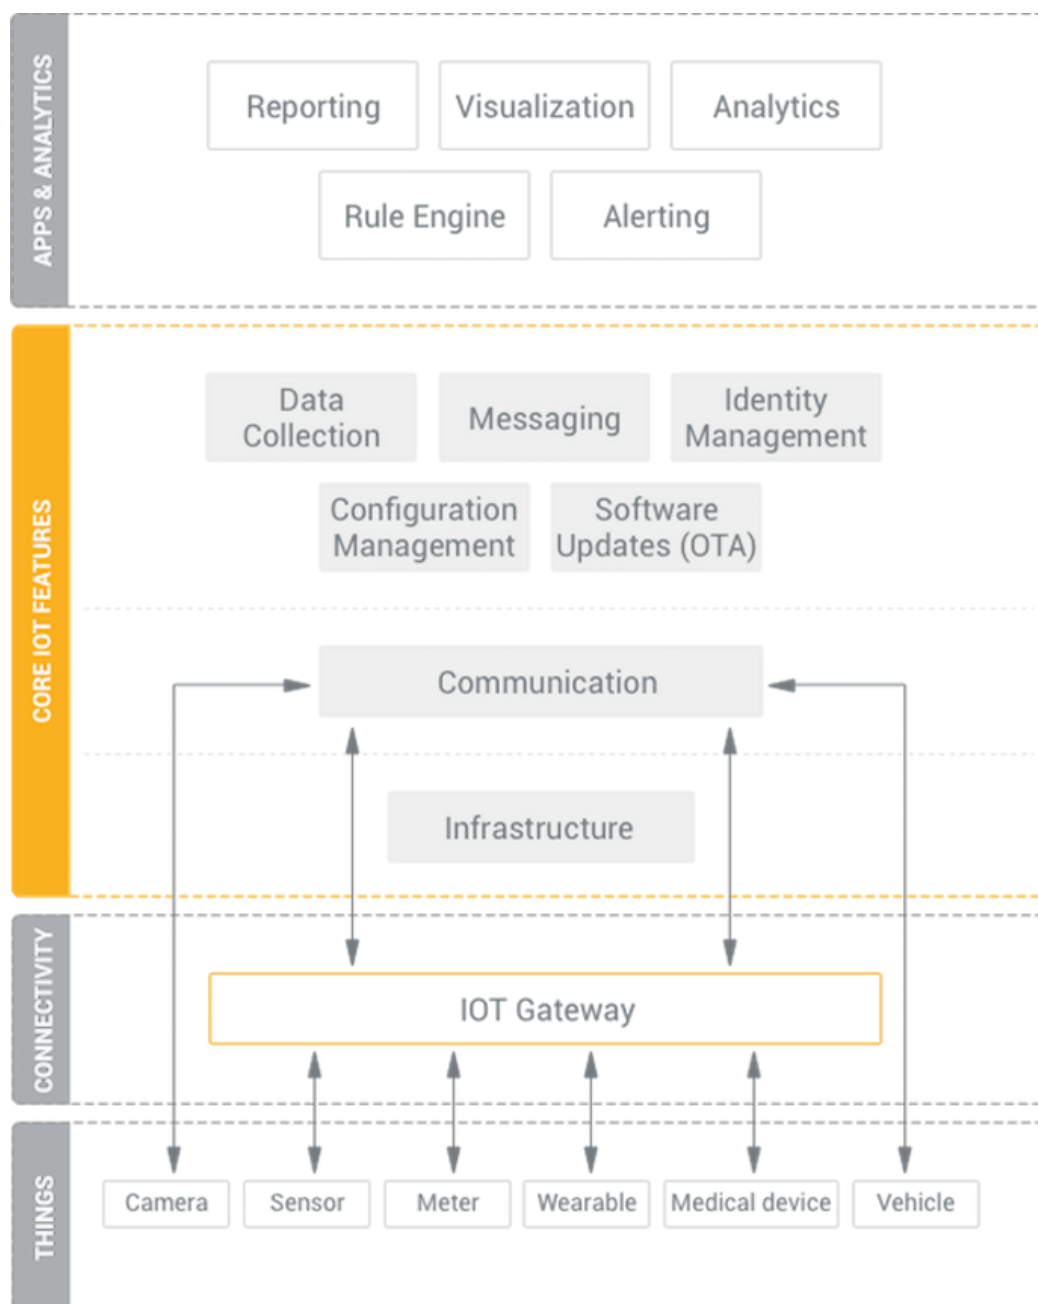 APPS & ANALYTICS
Reporting
Visualization
Analytics
Rule Engine
Alerting
CORE IOT FEATURES
Data
Collection
Messaging
Identity
Management
Configuration
Management
Software
Updates (OTA)
Communication
Infrastructure
CONNECTIVITY
IOT Gateway
THINGS
Camera
Sensor
Meter
Wearable
Medical device
Vehicle